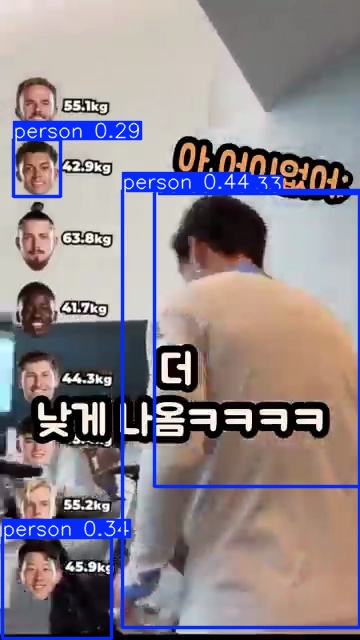 55.1kg
person 0.29
아 어이없어
42.9kg
person 0.44
63.8kg
41.7kg
더
44.3kg
낮게 나옴ㅋㅋㅋㅋ
55.2kg
person 0.34
45.9kg